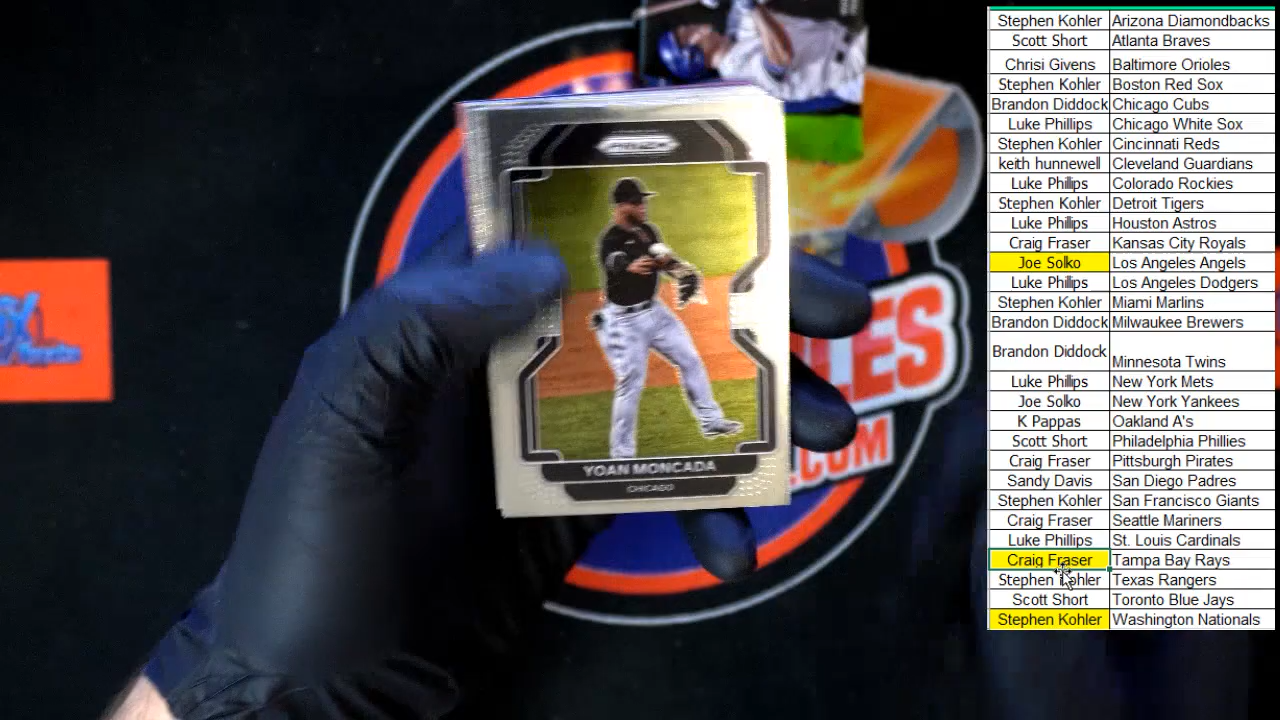 PRIZM
YOAN MONCADA
CHICAGO
LES
.COM
Stephen Kohler Arizona Diamondbacks
Scott Short Atlanta Braves
Chrisi Givens Baltimore Orioles
Stephen Kohler Boston Red Sox
Brandon Diddock Chicago Cubs
Luke Phillips Chicago White Sox
Stephen Kohler Cincinnati Reds
keith hunnewell Cleveland Guardians
Luke Phillips Colorado Rockies
Stephen Kohler Detroit Tigers
Luke Phillips Houston Astros
Craig Fraser Kansas City Royals
Joe Solko Los Angeles Angels
Luke Phillips Los Angeles Dodgers
Stephen Kohler Miami Marlins
Brandon Diddock Milwaukee Brewers
Brandon Diddock Minnesota Twins
Luke Phillips New York Mets
Joe Solko New York Yankees
K Pappas Oakland A's
Scott Short Philadelphia Phillies
Craig Fraser Pittsburgh Pirates
Sandy Davis San Diego Padres
Stephen Kohler San Francisco Giants
Craig Fraser Seattle Mariners
Luke Phillips St. Louis Cardinals
Craig Fraser Tampa Bay Rays
Stephen Kohler Texas Rangers
Scott Short Toronto Blue Jays
Stephen Kohler Washington Nationals